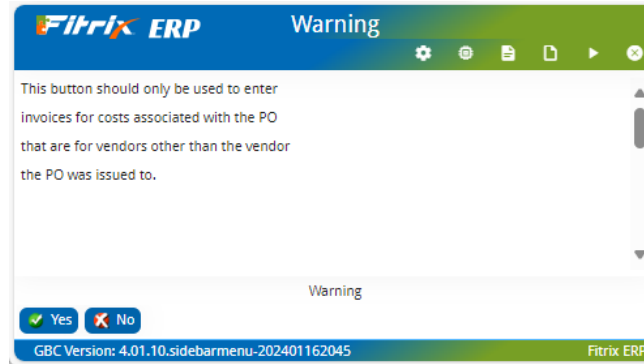 Fitrix ERP
Warning
This button should only be used to enter
invoices for costs associated with the PO
that are for vendors other than the vendor
the PO was issued to.
Warning
Yes
No
GBC Version: 4.01.10.sidebarmenu-202401162045
Fitrix ERP